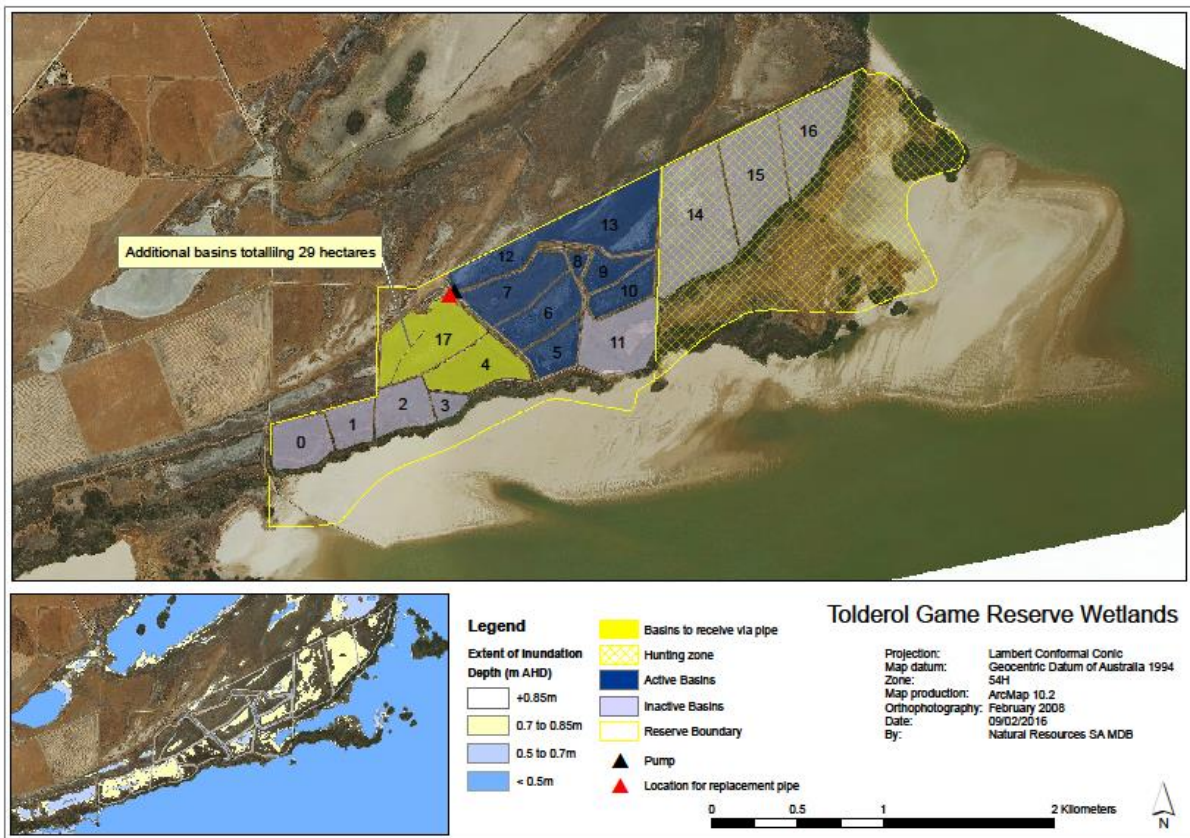 Additional basins totallilng 29 hectares
16
15
14
13
12
8
9
7
10
6
17
11
5
4
2
3
1
0
Legend
Extent of Inundation
Depth (m AHD)
+0.85m
0.7 to 0.85m
0.5 to 0.7m
< 0.5m
Basins to receive via pipe
Hunting zone
Active Basins
Inactive Basins
Reserve Boundary
Pump
Location for replacement pipe
Tolderol Game Reserve Wetlands
Projection: Lambert Conformal Conic
Map datum: Geocentric Datum of Australia 1994
Zone: 54H
Map production: ArcMap 10.2
Orthophotography: February 2008
Date: 09/02/2016
By: Natural Resources SA MDB
0 0.5 1 2 Kilometers
N